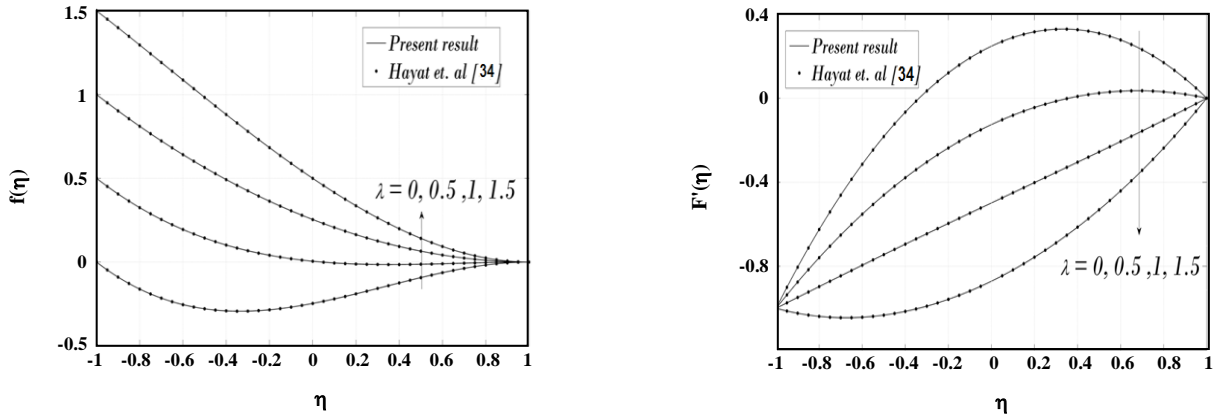 1.5
1
0.5
0
-0.5
f(η)
Present result
Hayat et. al [34]
λ = 0, 0.5 ,1, 1.5
-1 -0.8 -0.6 -0.4 -0.2 0 0.2 0.4 0.6 0.8 1
η
0.4
0
-0.4
-0.8
F'(η)
Present result
Hayat et. al [34]
λ = 0, 0.5 ,1, 1.5
-1 -0.8 -0.6 -0.4 -0.2 0 0.2 0.4 0.6 0.8 1
η